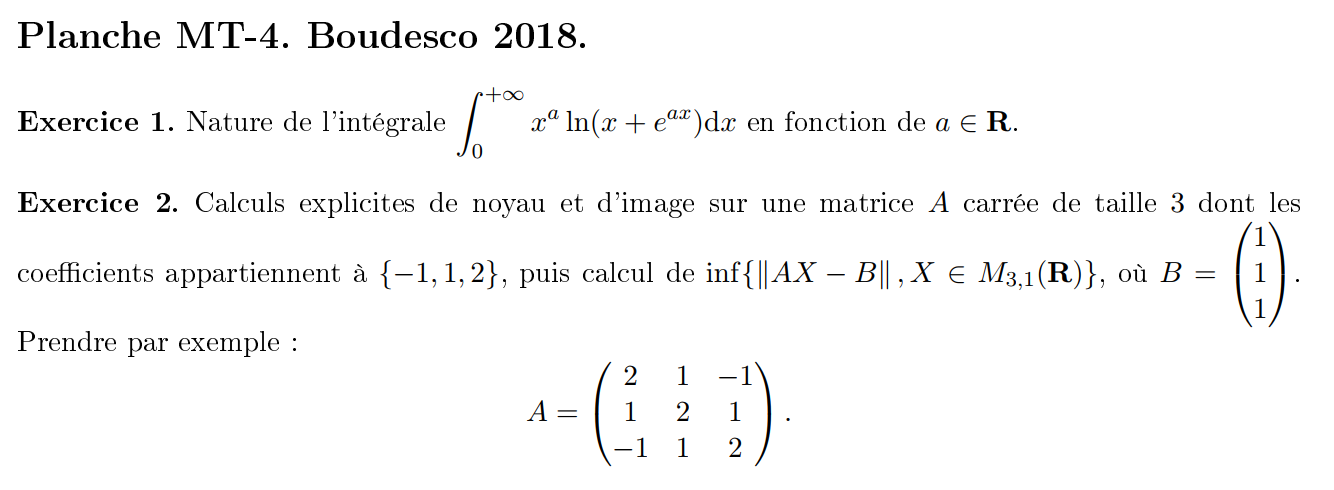 Planche MT-4. Boudesco 2018.
Exercice 1. Nature de l'intégrale $\int_0^{+\infty} x^a \ln(x + e^{ax})\mathrm{d}x$ en fonction de $a \in \mathbf{R}$.
Exercice 2. Calculs explicites de noyau et d'image sur une matrice $A$ carrée de taille 3 dont les
coefficients appartiennent à $\{-1, 1, 2\}$, puis calcul de $\inf\{\|AX - B\|, X \in M_{3,1}(\mathbf{R})\}$, où $B = \begin{pmatrix} 1 \\ 1 \\ 1 \end{pmatrix}$.
Prendre par exemple :
$A = \begin{pmatrix} 2 & 1 & -1 \\ 1 & 2 & 1 \\ -1 & 1 & 2 \end{pmatrix}$.